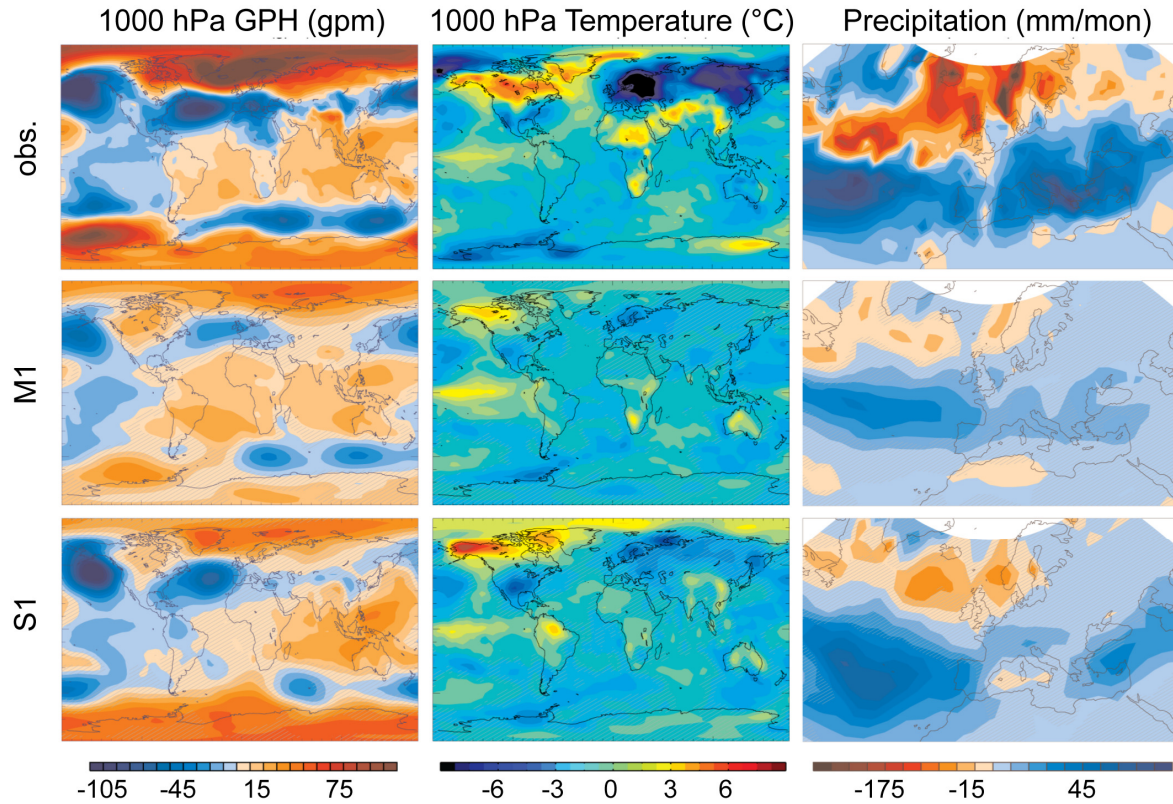 1000 hPa GPH (gpm)
1000 hPa Temperature (°C)
Precipitation (mm/mon)
obs.
M1
S1
-105 -45 15 75
-6 -3 0 3 6
-175 -15 45